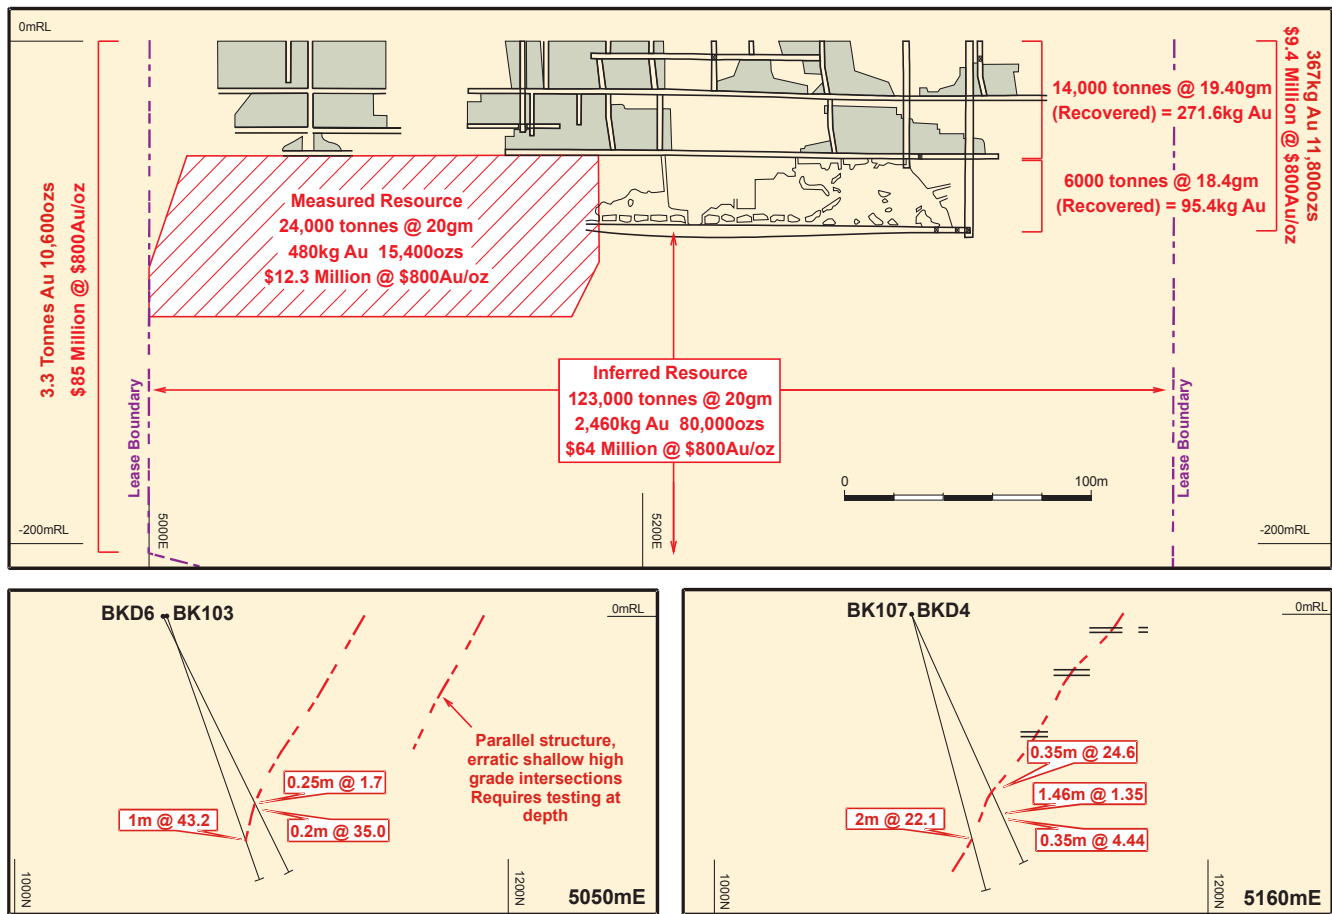 0mRL
3.3 Tonnes Au 10,600ozs
$85 Million @ $800Au/oz
Lease Boundary
-200mRL
5000E
5200E
Measured Resource
24,000 tonnes @ 20gm
480kg Au 15,400ozs
$12.3 Million @ $800Au/oz
14,000 tonnes @ 19.40gm
(Recovered) = 271.6kg Au
6000 tonnes @ 18.4gm
(Recovered) = 95.4kg Au
367kg Au 11,800ozs
$9.4 Million @ $800Au/oz
Inferred Resource
123,000 tonnes @ 20gm
2,460kg Au 80,000ozs
$64 Million @ $800Au/oz
0 100m
Lease Boundary
-200mRL
BKD6 BK103
0mRL
Parallel structure,
erratic shallow high
grade intersections
Requires testing at
depth
0.25m @ 1.7
1m @ 43.2
0.2m @ 35.0
1000N
1200N
5050mE
BK107 BKD4
0mRL
0.35m @ 24.6
1.46m @ 1.35
2m @ 22.1
0.35m @ 4.44
1000N
1200N
5160mE